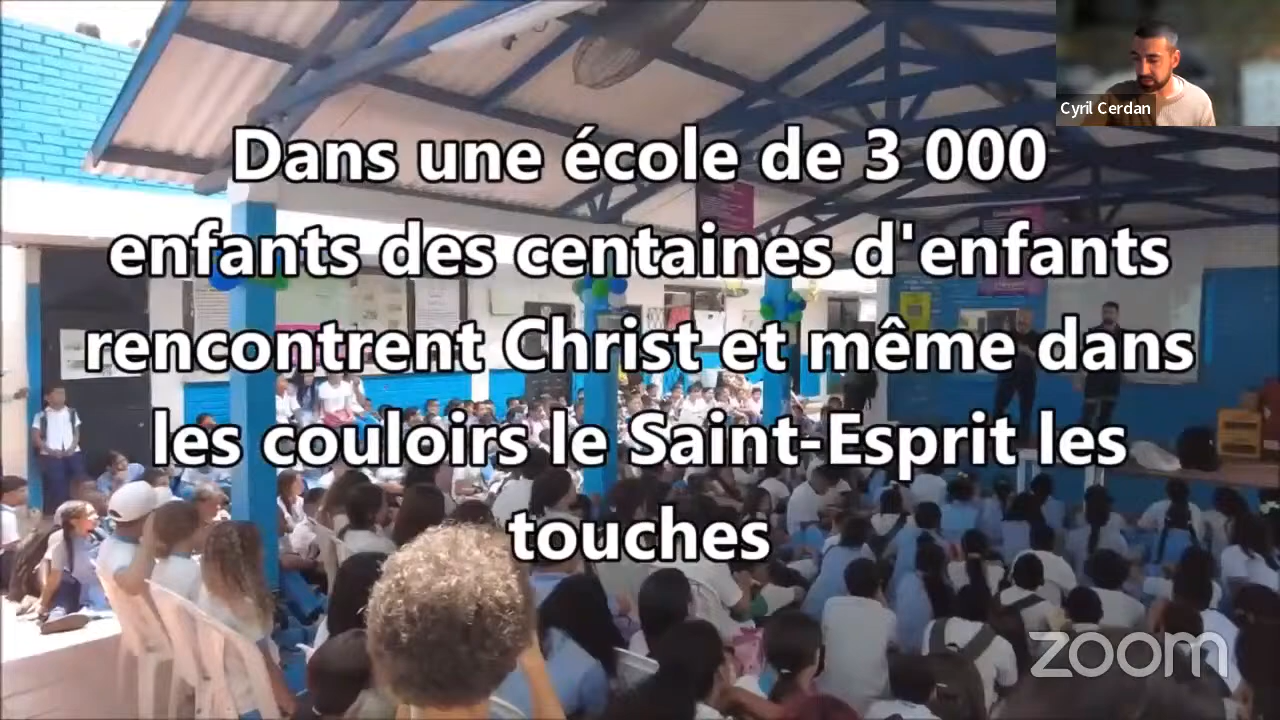 Cyril Cerdan
Dans une école de 3 000
enfants des centaines d'enfants
rencontrent Christ et même dans
les couloirs le Saint-Esprit les
touches
zoom